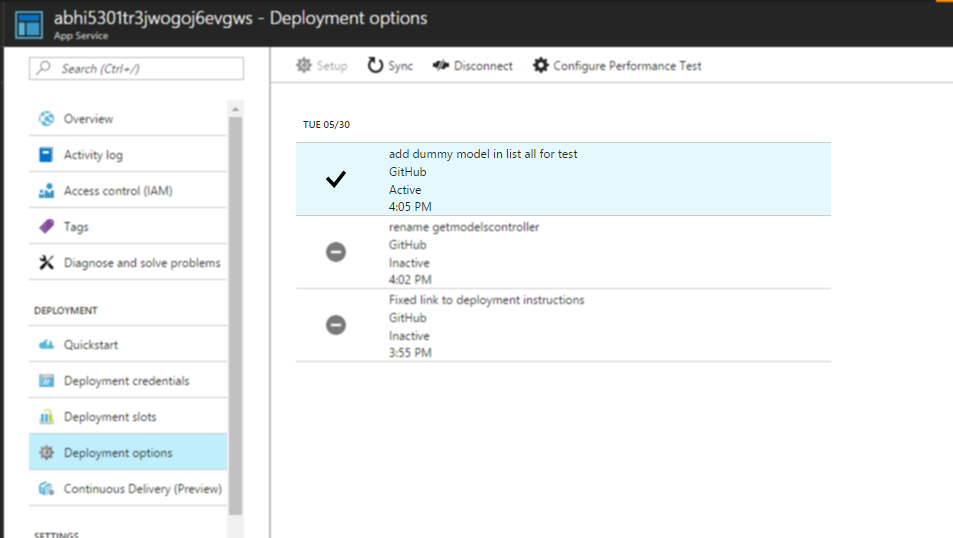 abhi5301tr3jwogoj6evgws - Deployment options
App Service
Search (Ctrl+/)
Setup
Sync
Disconnect
Configure Performance Test
Overview
Activity log
Access control (IAM)
Tags
Diagnose and solve problems
DEPLOYMENT
Quickstart
Deployment credentials
Deployment slots
Deployment options
Continuous Delivery (Preview)
SETTINGS
TUE 05/30
add dummy model in list all for test
GitHub
Active
4:05 PM
rename getmodelscontroller
GitHub
Inactive
4:02 PM
Fixed link to deployment instructions
GitHub
Inactive
3:55 PM